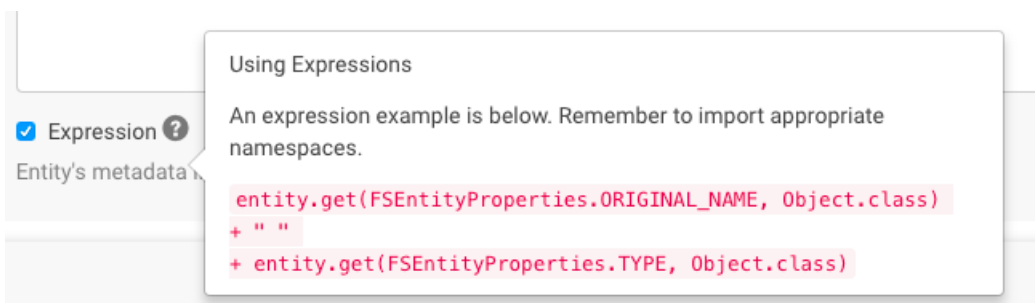 Using Expressions
An expression example is below. Remember to import appropriate
namespaces.
Expression ?
Entity's metadata
entity.get(FSEntityProperties.ORIGINAL_NAME, Object.class)
+ " "
+ entity.get(FSEntityProperties.TYPE, Object.class)